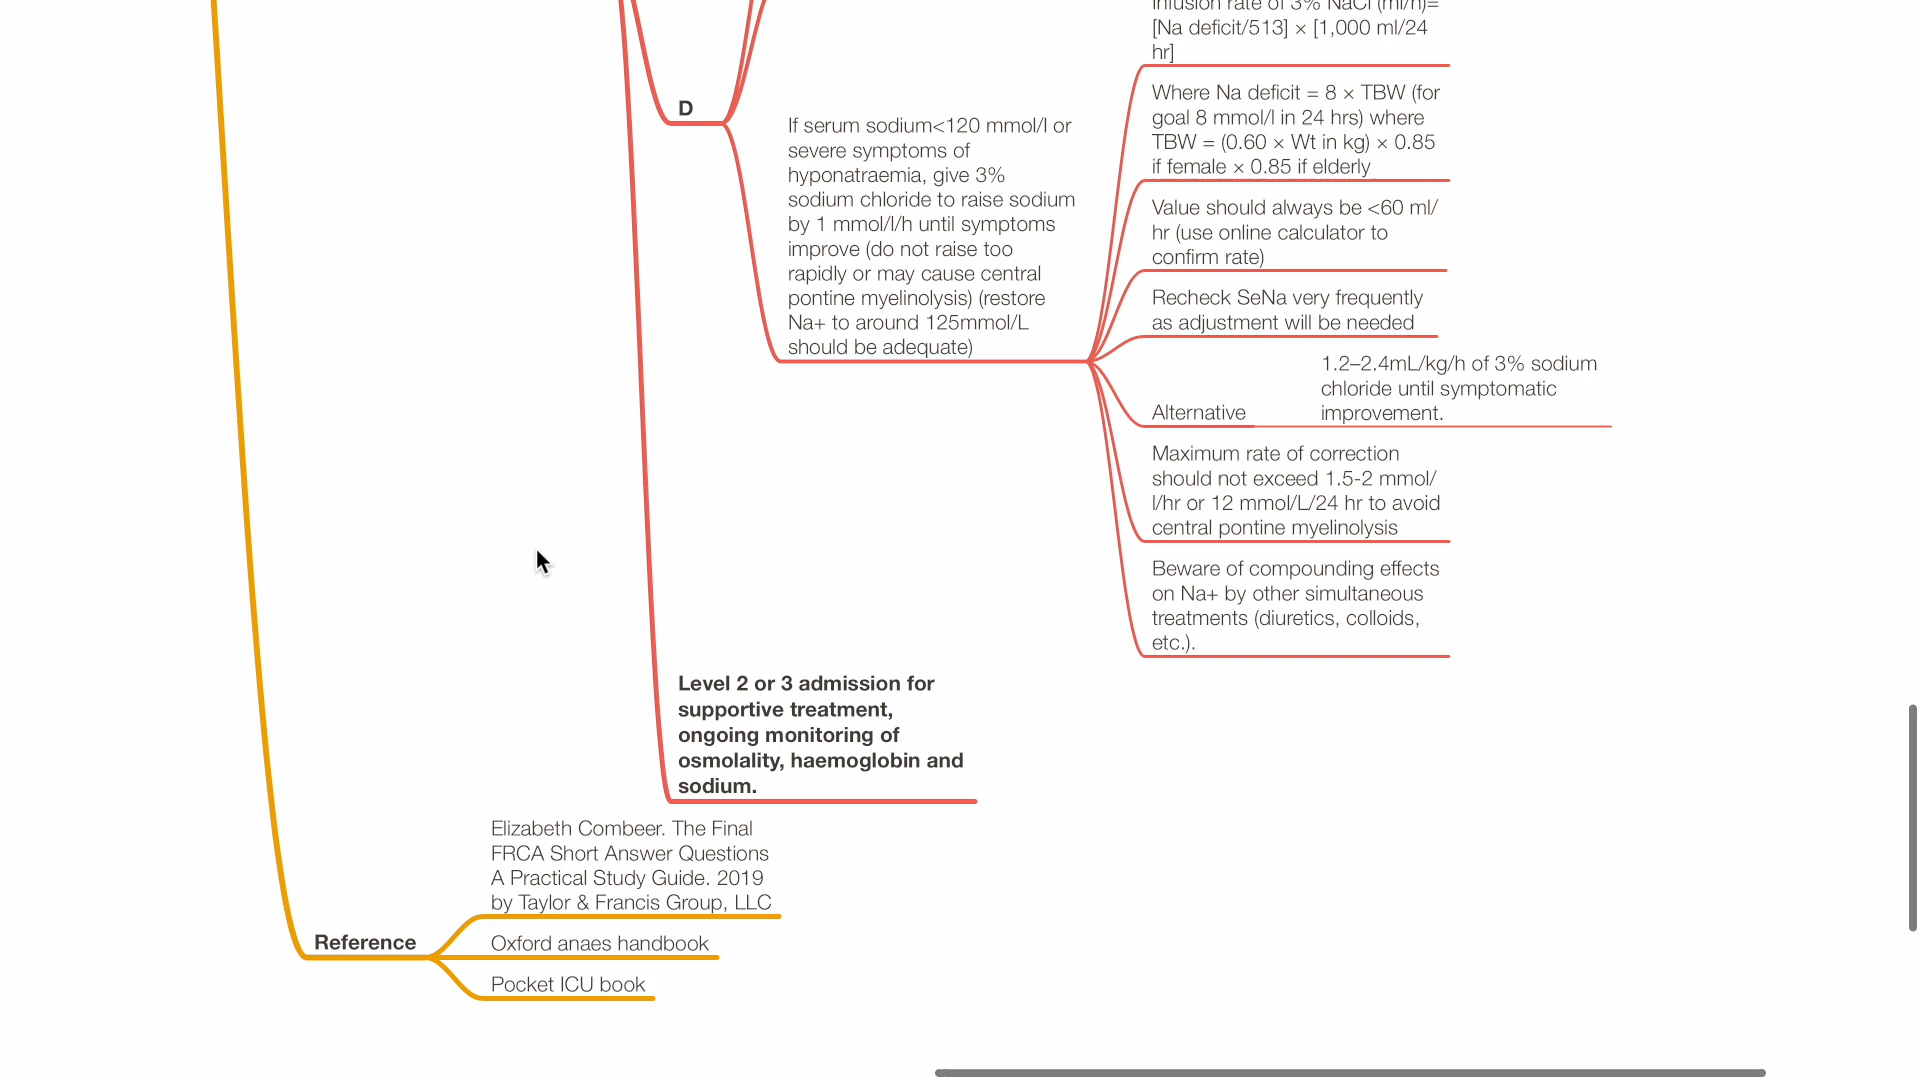 Infusion rate of 3% NaCl (ml/h)=
[Na deficit/513] × [1,000 ml/24
hr]
Where Na deficit = 8 × TBW (for
goal 8 mmol/l in 24 hrs) where
TBW = (0.60 × Wt in kg) × 0.85
if female × 0.85 if elderly
D
If serum sodium<120 mmol/l or
severe symptoms of
hyponatraemia, give 3%
sodium chloride to raise sodium
by 1 mmol/l/h until symptoms
improve (do not raise too
rapidly or may cause central
pontine myelinolysis) (restore
Na+ to around 125mmol/L
should be adequate)
Value should always be <60 ml/
hr (use online calculator to
confirm rate)
Recheck SeNa very frequently
as adjustment will be needed
Alternative
1.2–2.4mL/kg/h of 3% sodium
chloride until symptomatic
improvement.
Maximum rate of correction
should not exceed 1.5-2 mmol/
l/hr or 12 mmol/L/24 hr to avoid
central pontine myelinolysis
Beware of compounding effects
on Na+ by other simultaneous
treatments (diuretics, colloids,
etc.).
Level 2 or 3 admission for
supportive treatment,
ongoing monitoring of
osmolality, haemoglobin and
sodium.
Reference
Elizabeth Combeer. The Final
FRCA Short Answer Questions
A Practical Study Guide. 2019
by Taylor & Francis Group, LLC
Oxford anaes handbook
Pocket ICU book